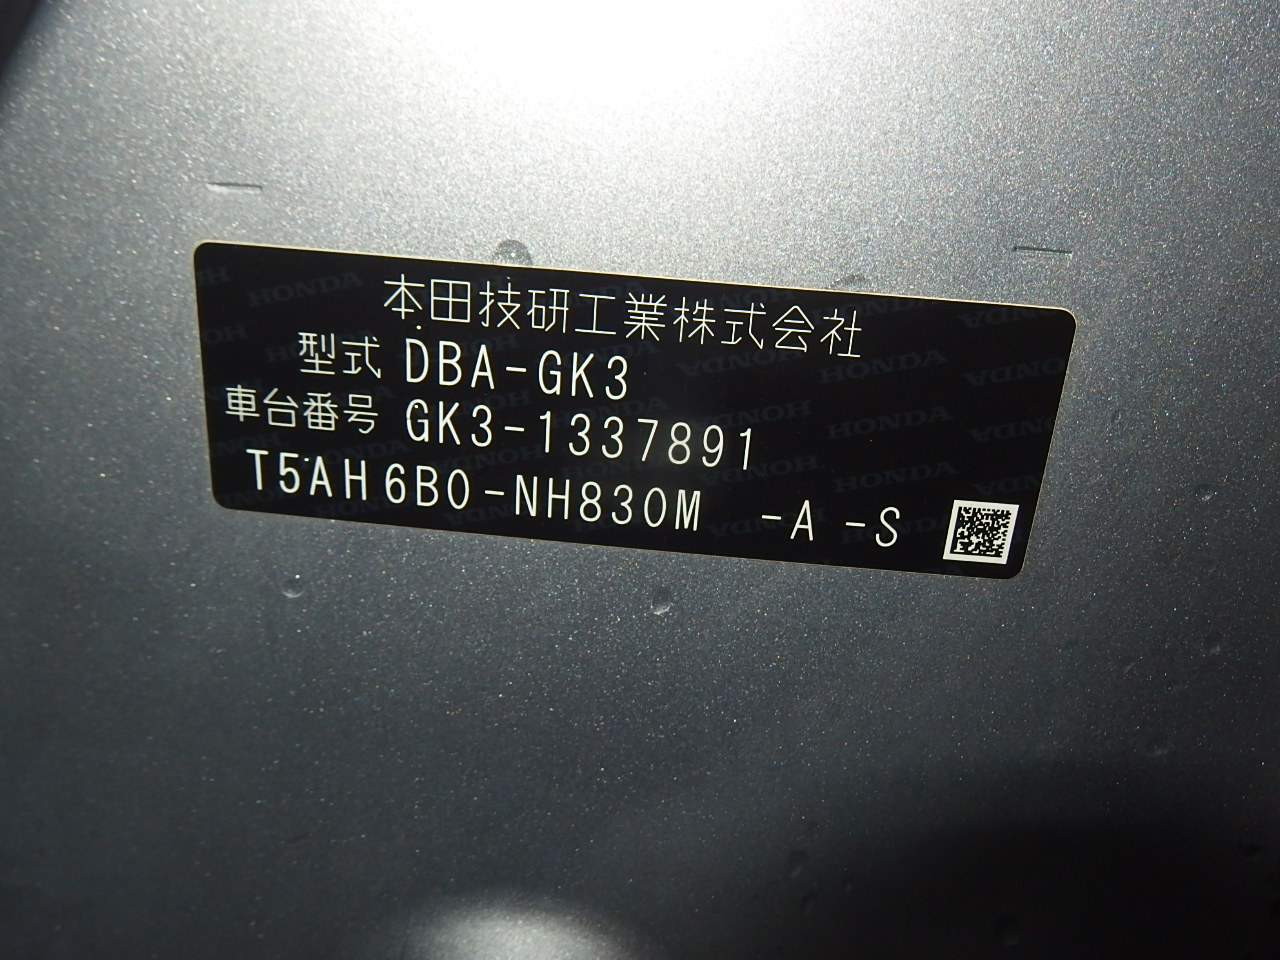 本田技研工業株式会社
型式 DBA-GK3
車台番号 GK3-1337891
T5AH6B0-NH830M -A -S